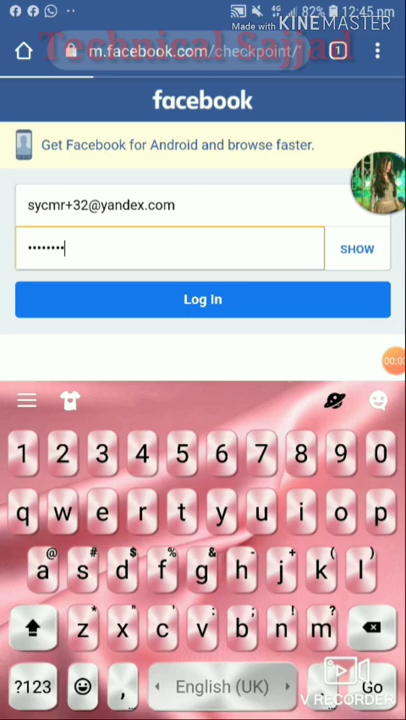 82% 12:45 pm
Made with KINEMASTER
m.facebook.com/checkpoint/
1
Technical Sajjad
facebook
Get Facebook for Android and browse faster.
sycmr+32@yandex.com
••••••••
SHOW
Log In
1 2 3 4 5 6 7 8 9 0
q w e r t y u i o p
@ # $ % & - + ( )
a s d f g h j k l
* " ' : ; ! ?
z x c v b n m
?123 , English (UK) Go
V RECORDER